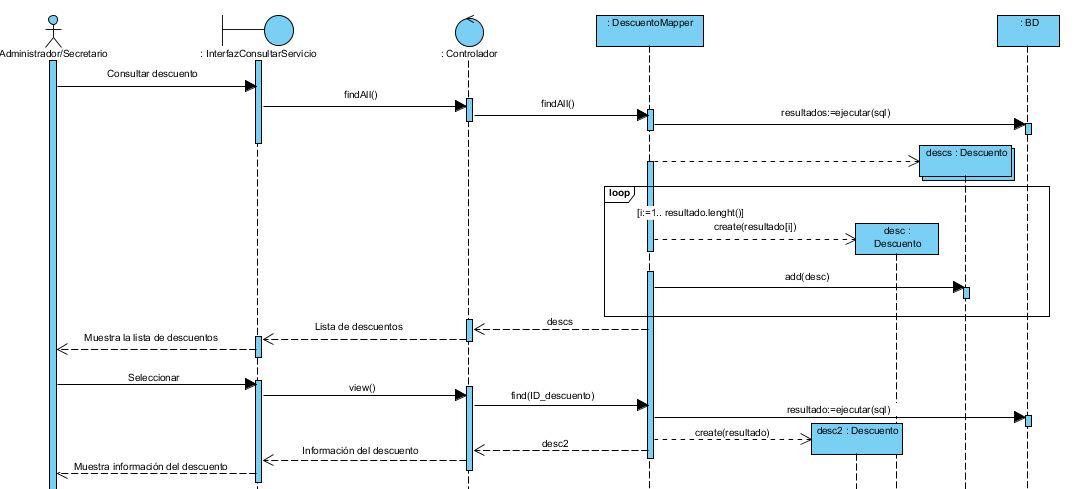 : DescuentoMapper
: BD
Administrador/Secretario
: InterfazConsultarServicio
: Controlador
Consultar descuento
findAll()
findAll()
resultados:=ejecutar(sql)
descs : Descuento
loop
[i:=1.. resultado.lenght()]
create(resultado[i])
desc :
Descuento
add(desc)
descs
Lista de descuentos
Muestra la lista de descuentos
Seleccionar
view()
find(ID_descuento)
resultado:=ejecutar(sql)
desc2 : Descuento
create(resultado)
desc2
Información del descuento
Muestra información del descuento